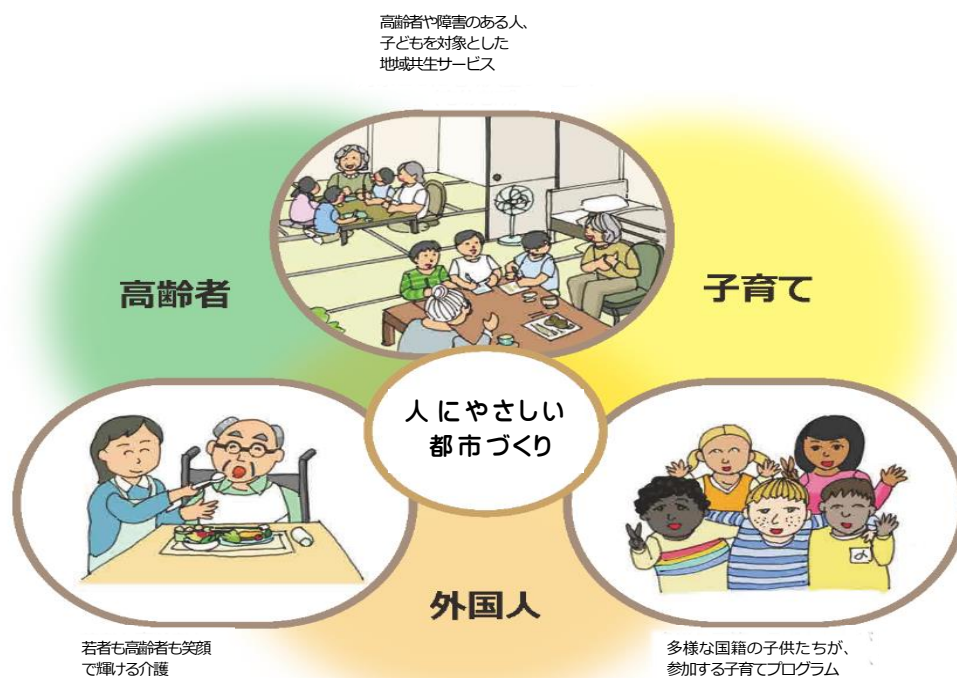 高齢者や障害のある人、
子どもを対象とした
地域共生サービス
高齢者
子育て
人にやさしい
都市づくり
外国人
若者も高齢者も笑顔
で輝ける介護
多様な国籍の子供たちが、
参加する子育てプログラム